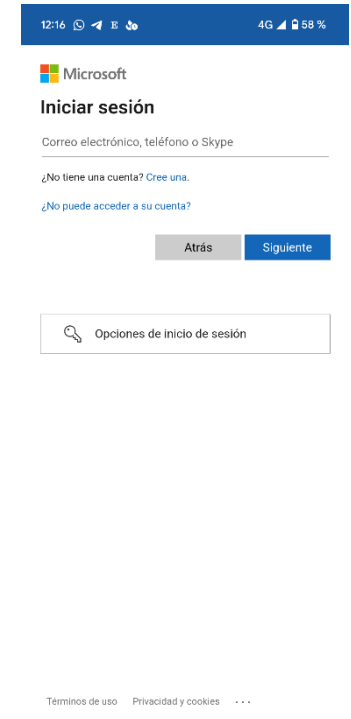 12:16 E 4G 58 %
Microsoft
Iniciar sesión
Correo electrónico, teléfono o Skype
¿No tiene una cuenta? Cree una.
¿No puede acceder a su cuenta?
Atrás Siguiente
Opciones de inicio de sesión
Términos de uso Privacidad y cookies ...